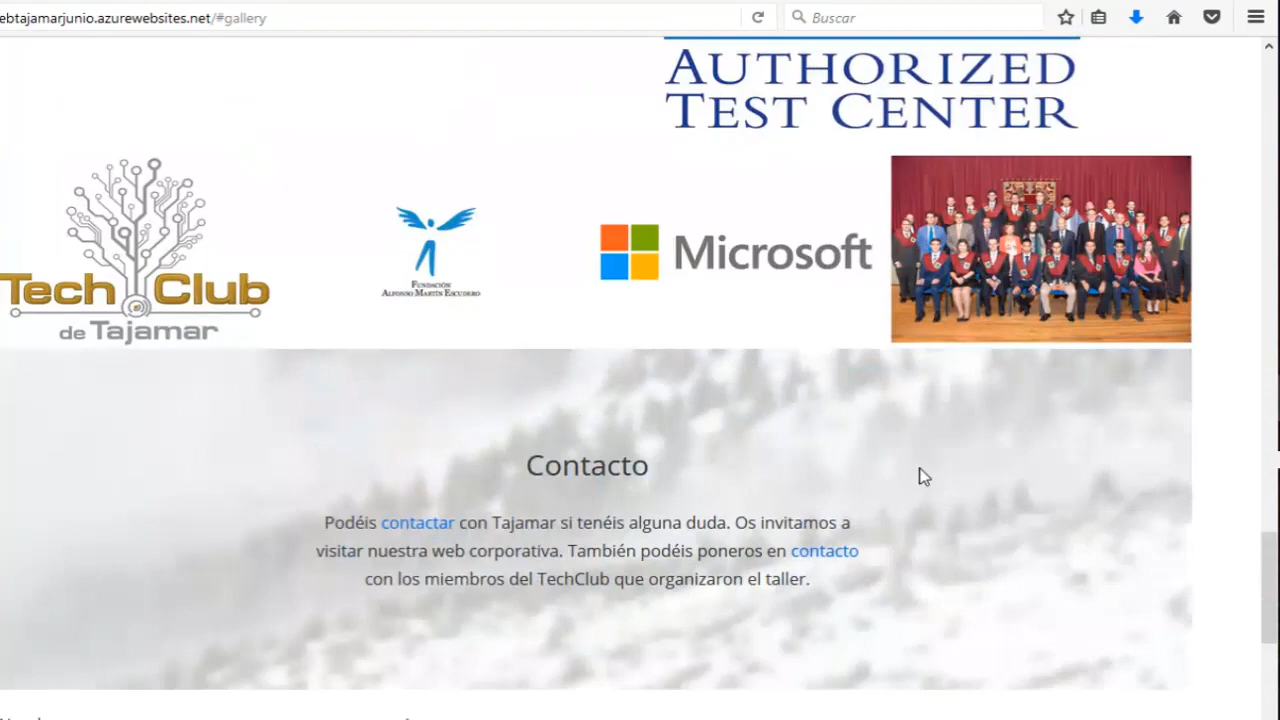 ebtajamarjunio.azurewebsites.net/#gallery
Buscar
AUTHORIZED
TEST CENTER
Tech Club
de Tajamar
FUNDACIÓN
ALFONSO MARTÍN ESCUDERO
Microsoft
Contacto
Podéis contactar con Tajamar si tenéis alguna duda. Os invitamos a
visitar nuestra web corporativa. También podéis poneros en contacto
con los miembros del TechClub que organizaron el taller.